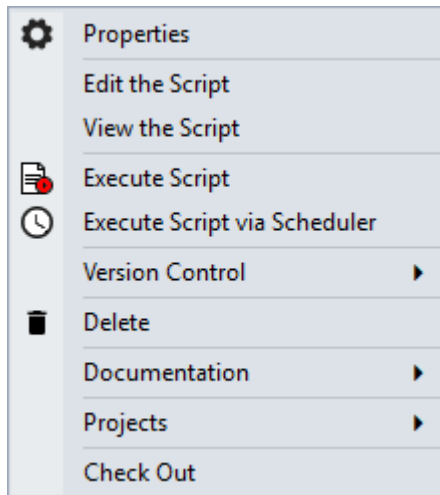 Properties
Edit the Script
View the Script
Execute Script
Execute Script via Scheduler
Version Control
Delete
Documentation
Projects
Check Out